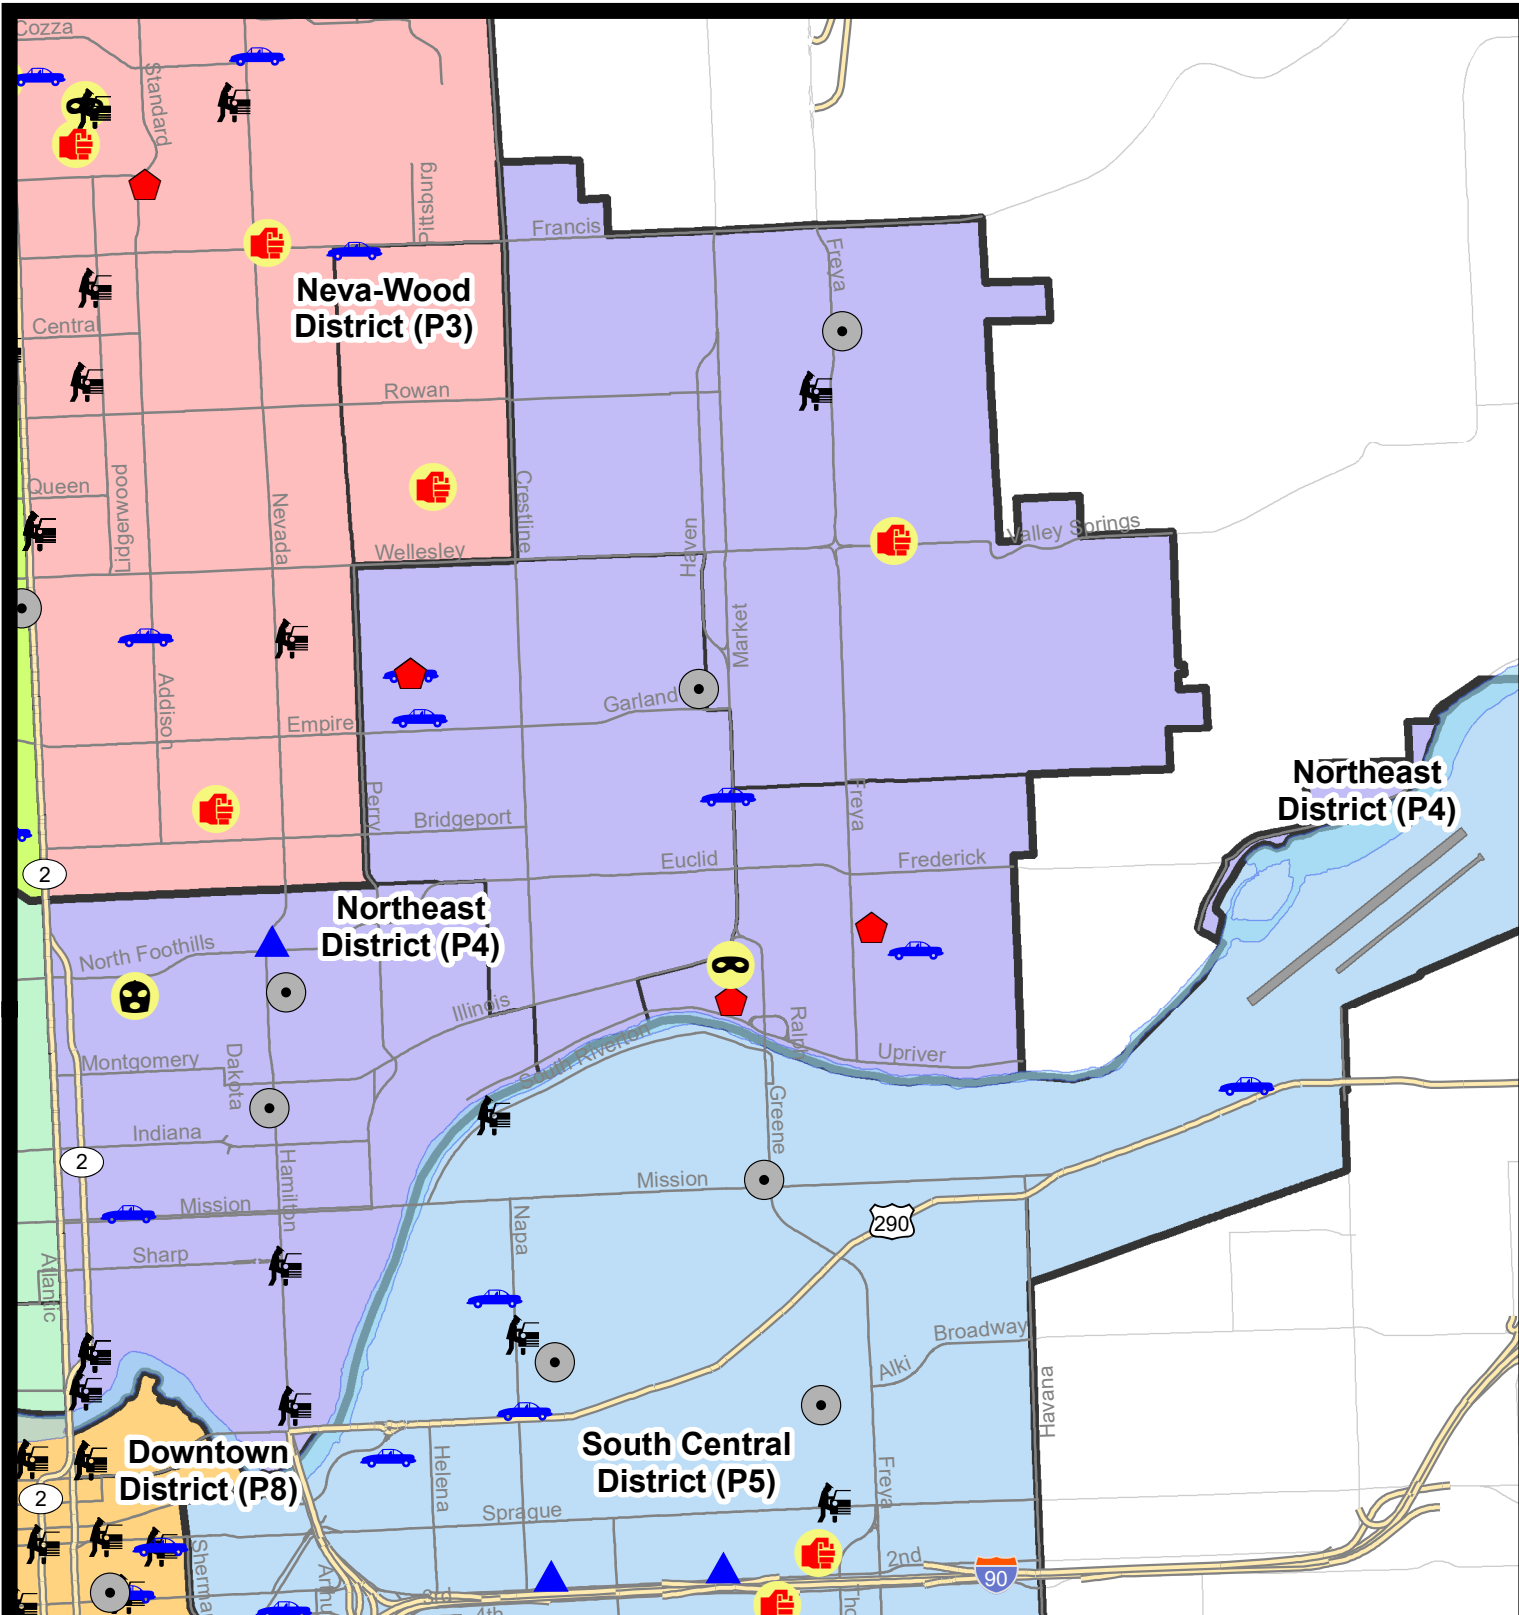 Cozza
Standard
Pittsburg
Francis
Freya
Neva-Wood
District (P3)
Central
Rowan
Queen
Lidgerwood
Nevada
Crestline
Haven
Valley Springs
Wellesley
Market
Addison
Garland
Empire
Northeast
District (P4)
Perry
Freya
Bridgeport
Euclid
Frederick
2
Northeast
District (P4)
North Foothills
Illinois
Ralph
South Riverton
Upriver
Montgomery
Dakota
Greene
Indiana
2
Hamilton
Mission
Mission
Napa
290
Sharp
Atlantic
Broadway
Alki
Havana
Downtown
District (P8)
South Central
District (P5)
Helena
Freya
2
Sprague
2nd
90
3rd
4th